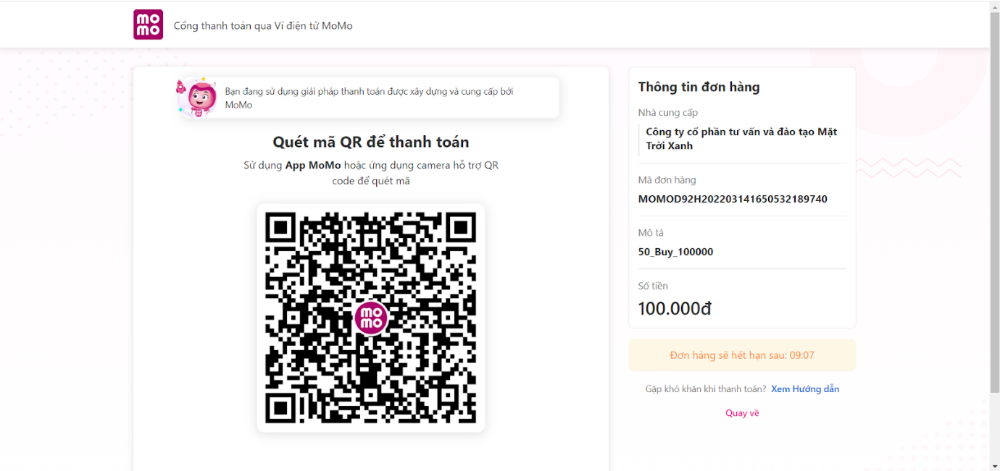 mo
mo
Cổng thanh toán qua Ví điện tử MoMo
Bạn đang sử dụng giải pháp thanh toán được xây dựng và cung cấp bởi
MoMo
Quét mã QR để thanh toán
Sử dụng App MoMo hoặc ứng dụng camera hỗ trợ QR
code để quét mã
mo
mo
Thông tin đơn hàng
Nhà cung cấp
Công ty cổ phần tư vấn và đào tạo Mặt
Trời Xanh
Mã đơn hàng
MOMOD92H202203141650532189740
Mô tả
50_Buy_100000
Số tiền
100.000đ
Đơn hàng sẽ hết hạn sau: 09:07
Gặp khó khăn khi thanh toán? Xem Hướng dẫn
Quay về